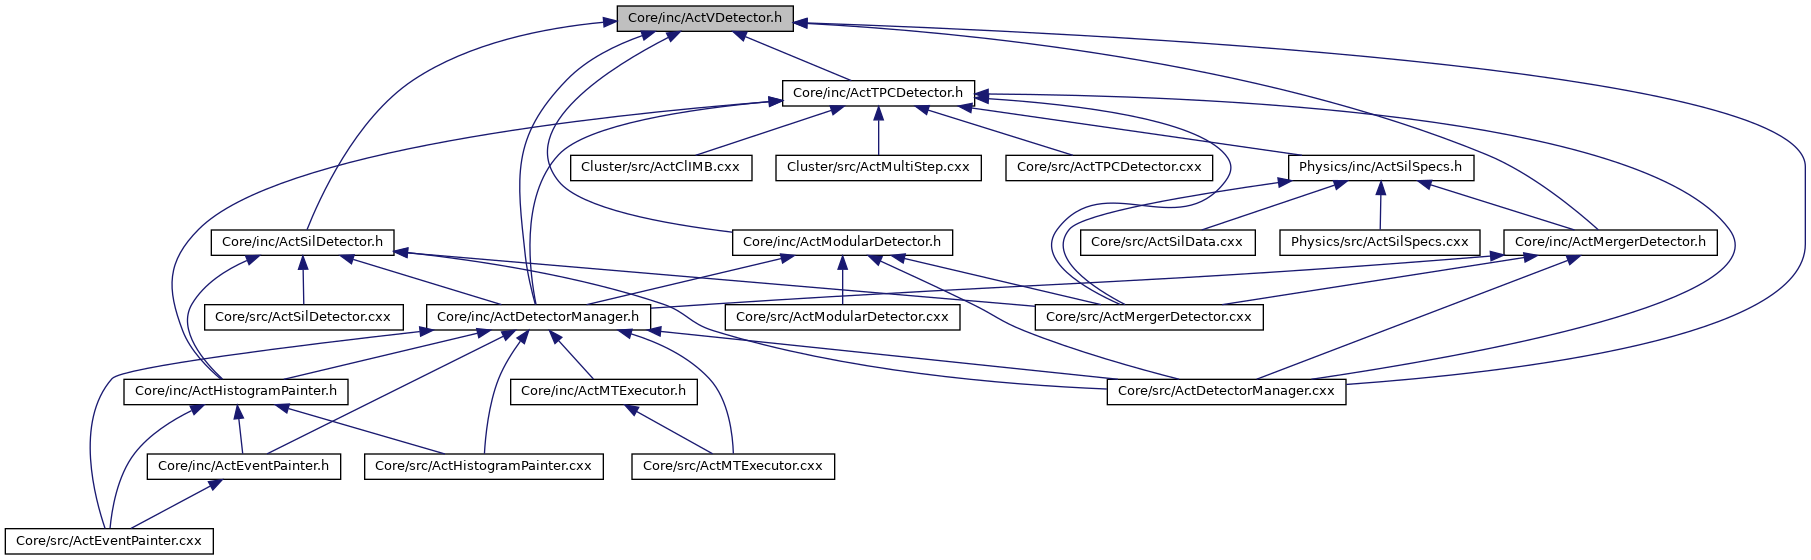 Core/inc/ActVDetector.h
Core/inc/ActTPCDetector.h
Cluster/src/ActClIMB.cxx
Cluster/src/ActMultiStep.cxx
Core/src/ActTPCDetector.cxx
Physics/inc/ActSilSpecs.h
Core/inc/ActSilDetector.h
Core/inc/ActModularDetector.h
Core/src/ActSilData.cxx
Physics/src/ActSilSpecs.cxx
Core/inc/ActMergerDetector.h
Core/src/ActSilDetector.cxx
Core/inc/ActDetectorManager.h
Core/src/ActModularDetector.cxx
Core/src/ActMergerDetector.cxx
Core/inc/ActHistogramPainter.h
Core/inc/ActMTExecutor.h
Core/src/ActDetectorManager.cxx
Core/inc/ActEventPainter.h
Core/src/ActHistogramPainter.cxx
Core/src/ActMTExecutor.cxx
Core/src/ActEventPainter.cxx